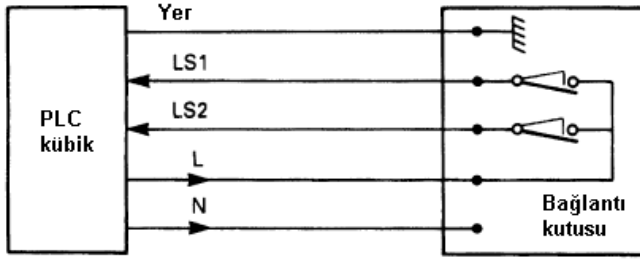 Yer
LS1
LS2
PLC
kübik
L
N
Bağlantı
kutusu